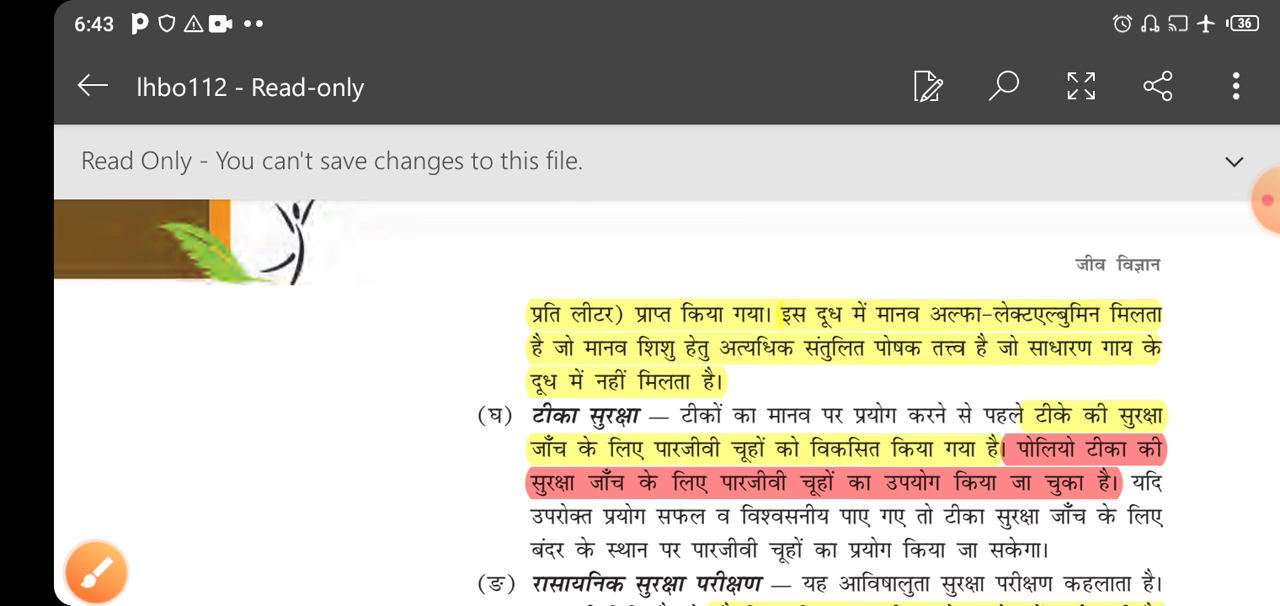 6:43
36
lhbo112 - Read-only
Read Only - You can't save changes to this file.
जीव विज्ञान
प्रति लीटर) प्राप्त किया गया। इस दूध में मानव अल्फा-लेक्टएल्बुमिन मिलता
है जो मानव शिशु हेतु अत्यधिक संतुलित पोषक तत्त्व है जो साधारण गाय के
दूध में नहीं मिलता है।
(घ) टीका सुरक्षा — टीकों का मानव पर प्रयोग करने से पहले टीके की सुरक्षा
जाँच के लिए पारजीवी चूहों को विकसित किया गया है। पोलियो टीका की
सुरक्षा जाँच के लिए पारजीवी चूहों का उपयोग किया जा चुका है। यदि
उपरोक्त प्रयोग सफल व विश्वसनीय पाए गए तो टीका सुरक्षा जाँच के लिए
बंदर के स्थान पर पारजीवी चूहों का प्रयोग किया जा सकेगा।
(ङ) रासायनिक सुरक्षा परीक्षण — यह आविषालुता सुरक्षा परीक्षण कहलाता है।